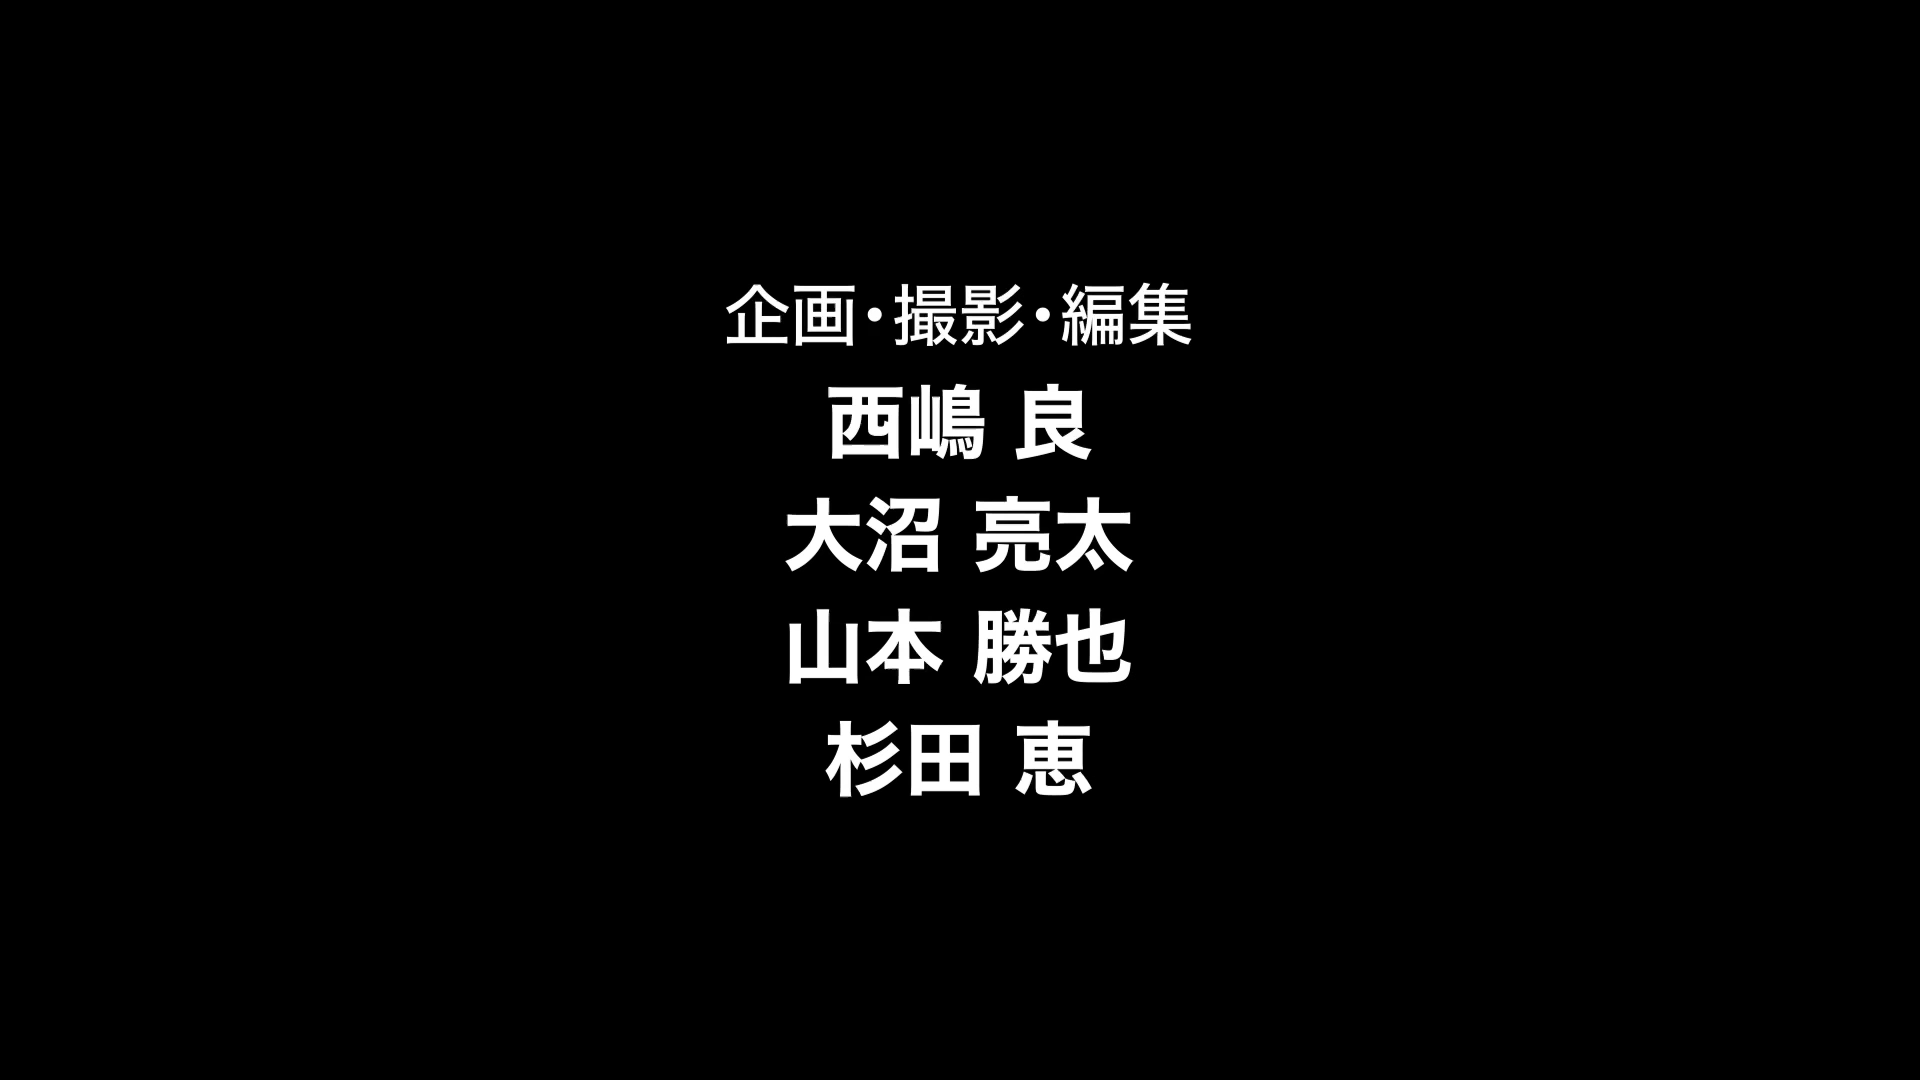 企画・撮影・編集
西嶋 良
大沼 亮太
山本 勝也
杉田 恵